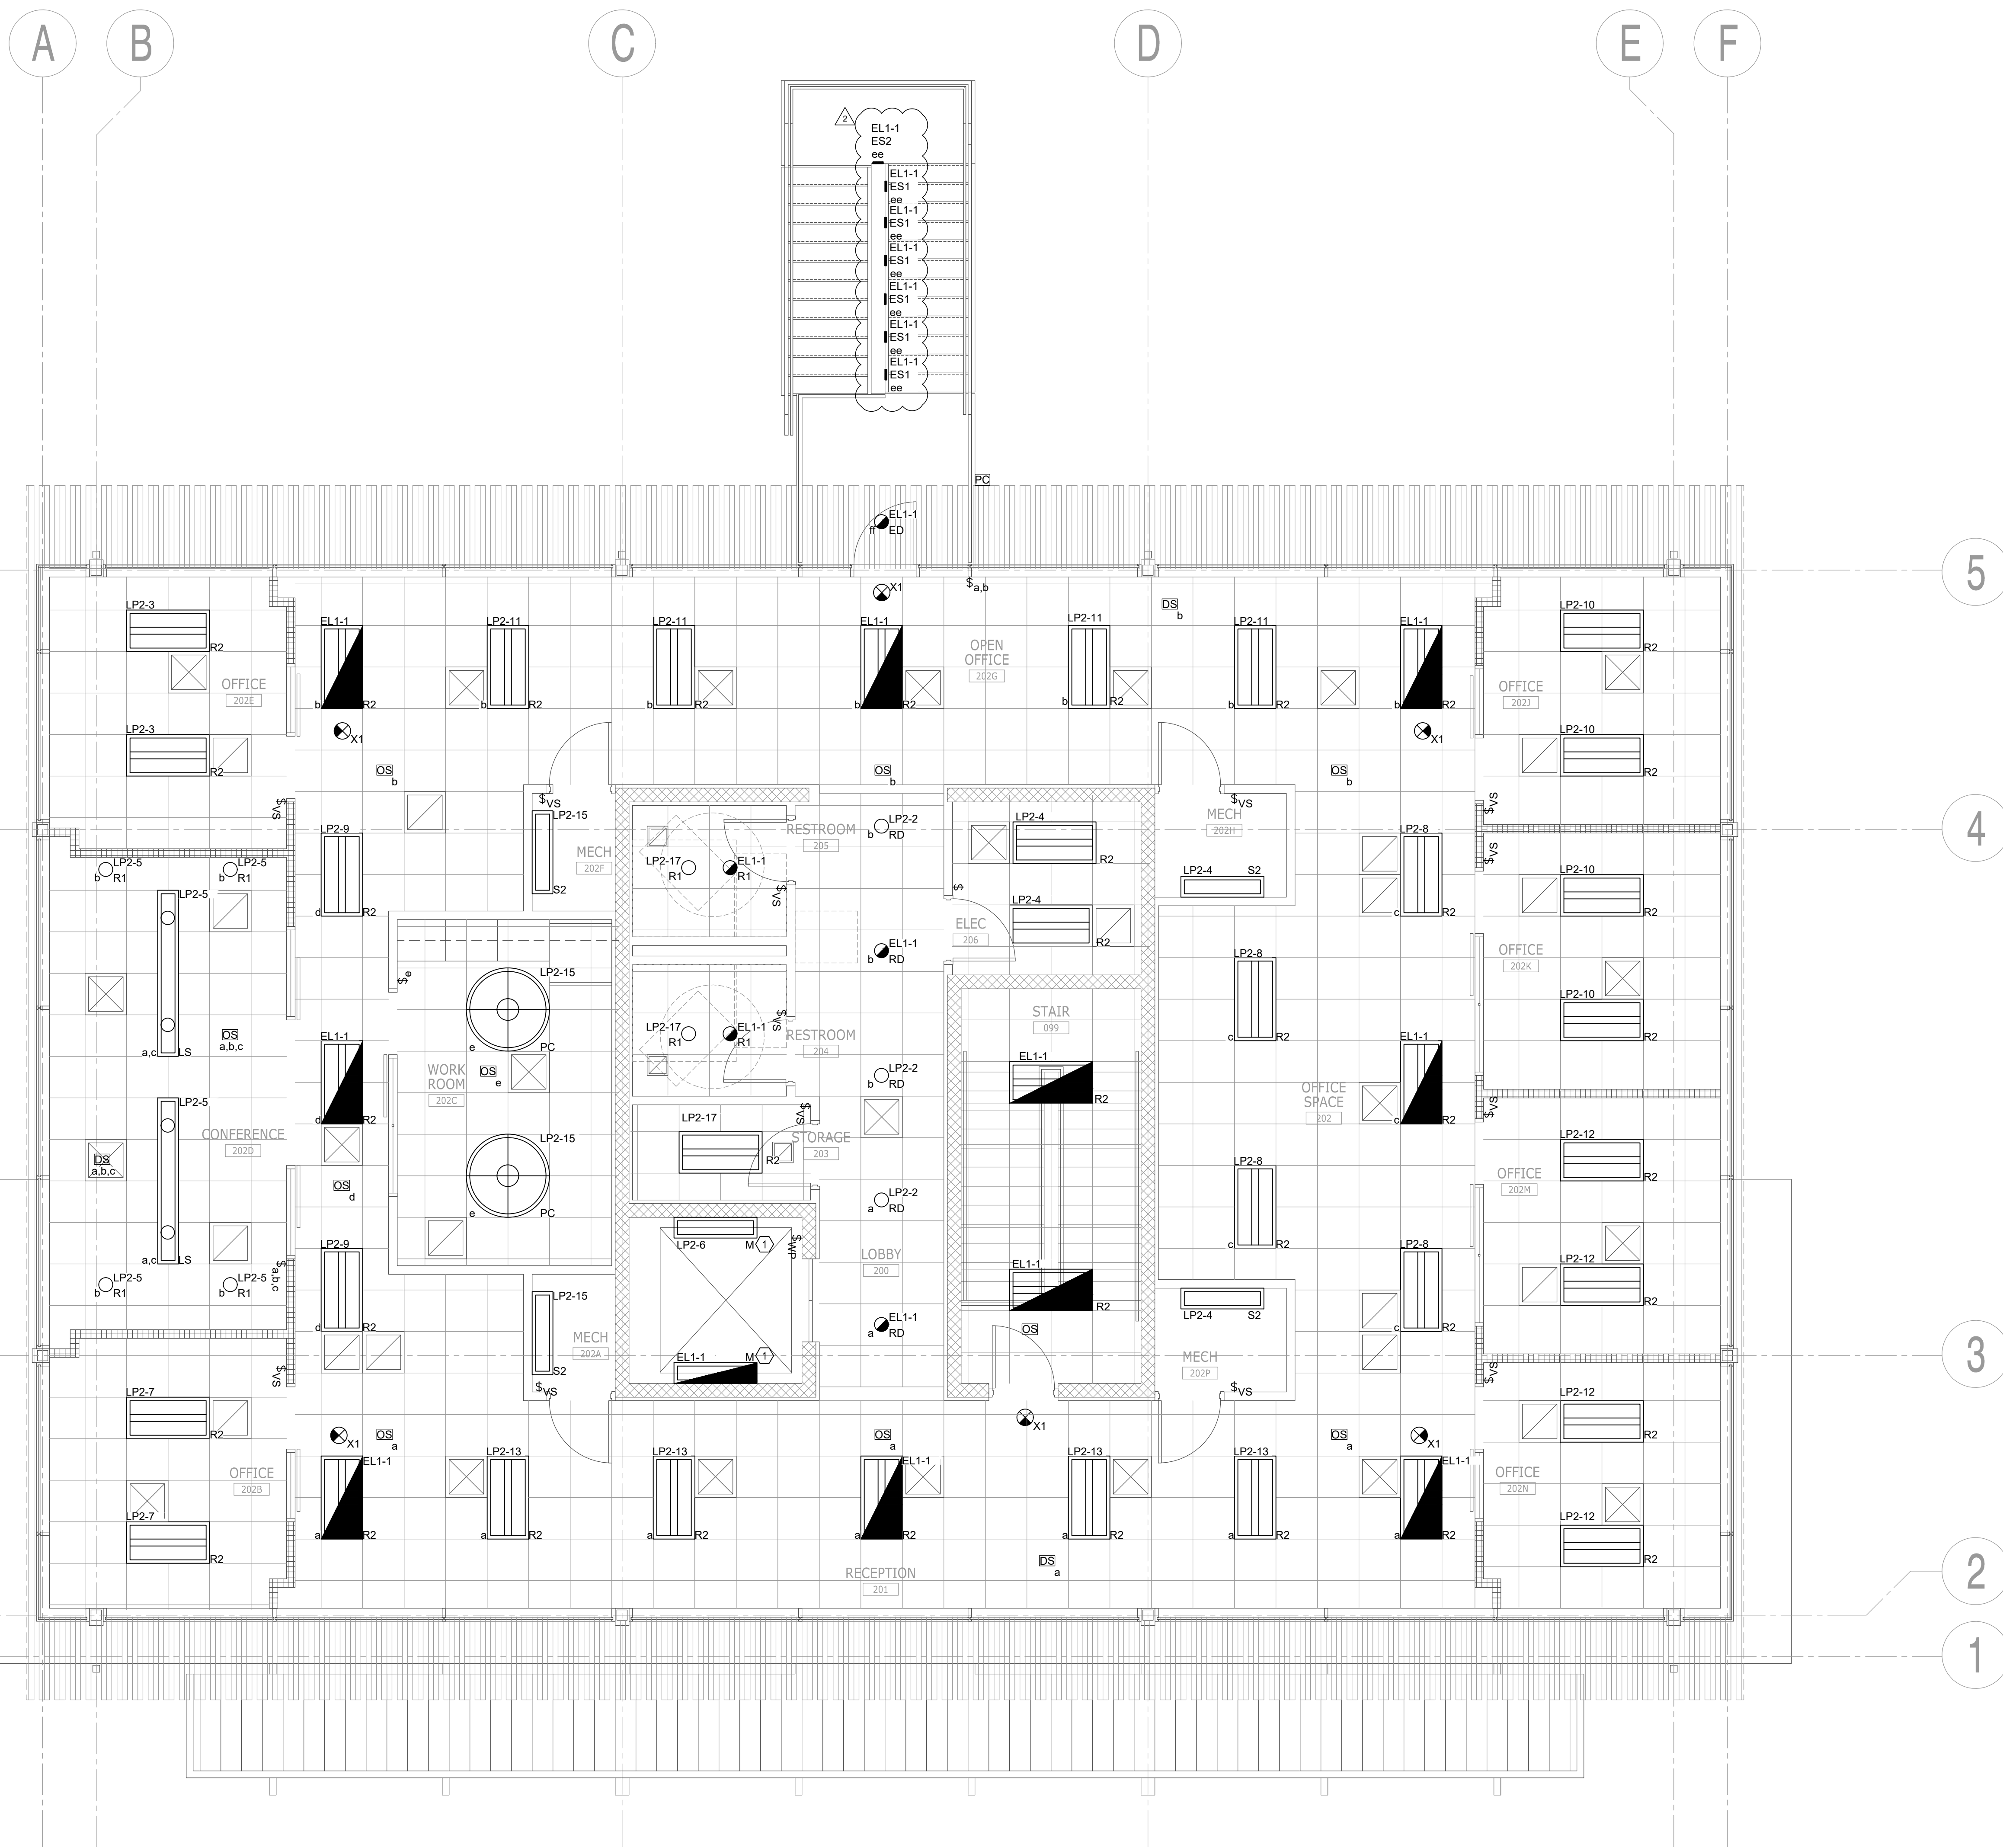 A B C D E F
2
EL1-1
ES2
ee
EL1-1
ES1
ee
EL1-1
ES1
ee
EL1-1
ES1
ee
EL1-1
ES1
ee
EL1-1
ES1
ee
EL1-1
ES1
ee
PC
EL1-1
ff ED
5
X1
$a,b
DS
b
LP2-3
R2
EL1-1
b R2
LP2-11
b R2
LP2-11
b R2
EL1-1
b R2
OPEN
OFFICE
202G
LP2-11
b R2
LP2-11
b R2
EL1-1
b R2
LP2-10
R2
OFFICE
202E
OFFICE
202J
LP2-3
R2
X1
X1
LP2-10
R2
OS
b
OS
b
OS
b
$VS
$VS
$VS
$VS
4
LP2-9
d R2
LP2-15
S2
MECH
202F
RESTROOM
205
LP2-2
b RD
LP2-4
R2
MECH
202H
LP2-8
c R2
$VS
LP2-5
b R1
LP2-5
b R1
LP2-17
R1
EL1-1
R1
$VS
LP2-4 S2
LP2-10
R2
LP2-5
a,c LS
$
LP2-4
R2
ELEC
206
EL1-1
b RD
OFFICE
202K
$e
LP2-15
e PC
LP2-8
c R2
LP2-10
R2
OS
a,b,c
LP2-17
R1
EL1-1
R1
$VS
RESTROOM
204
STAIR
099
EL1-1
d R2
WORK
ROOM
202C
OS
e
LP2-2
b RD
EL1-1
R2
OFFICE
SPACE
202
EL1-1
c R2
$VS
LP2-5
a,c LS
CONFERENCE
202D
DS
a,b,c
LP2-15
e PC
LP2-17
R2
$VS
STORAGE
203
LP2-8
c R2
LP2-12
R2
OFFICE
202M
OS
d
LP2-2
a RD
LP2-9
d R2
LP2-6 M 1
$WP
LOBBY
200
EL1-1
R2
LP2-8
c R2
LP2-12
R2
LP2-5
b R1
LP2-5
b R1
$a,b,c
LP2-15
S2
MECH
202A
EL1-1
a RD
OS
LP2-4 S2
MECH
202P
3
EL1-1 M 1
$VS
$VS
$VS
$VS
LP2-7
R2
X1
OS
a
OS
a
X1
OS
a
X1
LP2-12
R2
OFFICE
202B
EL1-1
a R2
LP2-13
a R2
LP2-13
a R2
EL1-1
a R2
LP2-13
a R2
LP2-13
a R2
EL1-1
a R2
OFFICE
202N
LP2-7
R2
LP2-12
R2
DS
a
RECEPTION
201
2
1